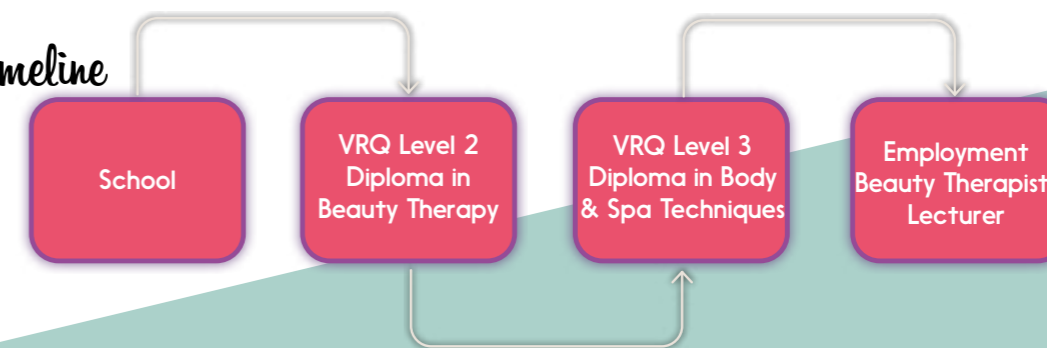 meline
School
VRQ Level 2
Diploma in
Beauty Therapy
VRQ Level 3
Diploma in Body
& Spa Techniques
Employment
Beauty Therapist
Lecturer